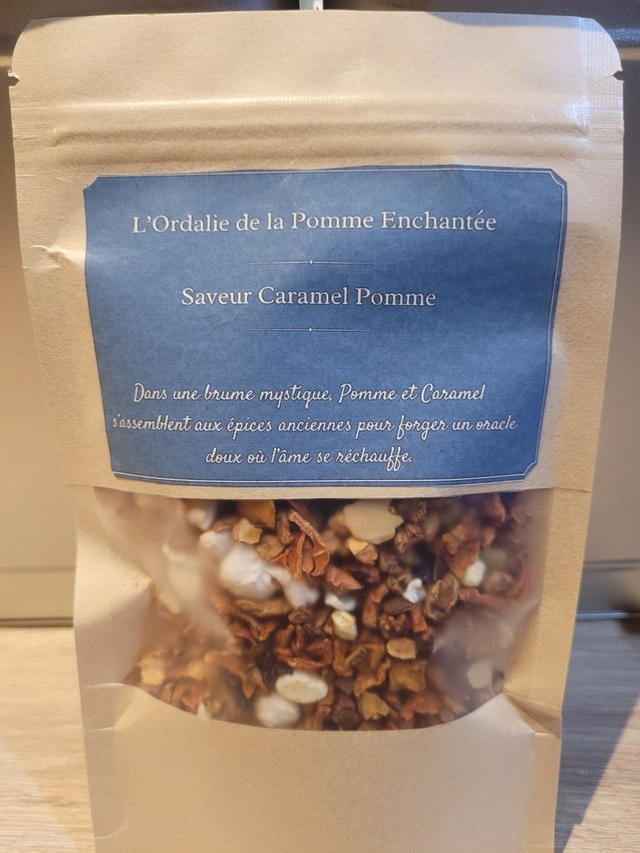 L'Ordalie de la Pomme Enchantée
Saveur Caramel Pomme
Dans une brume mystique, Pomme et Caramel
s'assemblent aux épices anciennes pour forger un oracle
doux où l'âme se réchauffe.